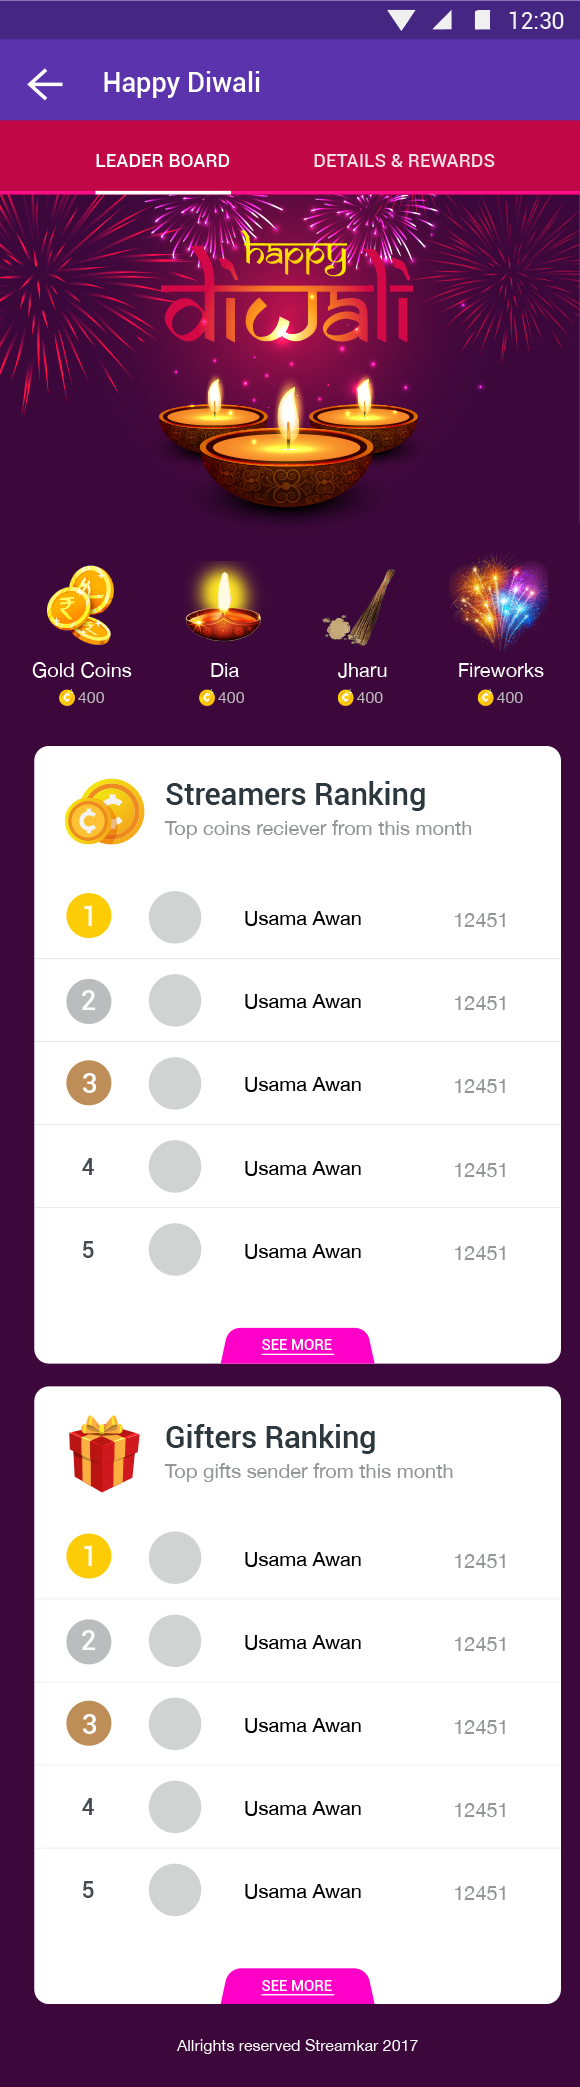 12:30
Happy Diwali
LEADER BOARD
DETAILS & REWARDS
happy
diwali
Gold Coins
Dia
Jharu
Fireworks
400
400
400
400
Streamers Ranking
Top coins reciever from this month
1 Usama Awan 12451
2 Usama Awan 12451
3 Usama Awan 12451
4 Usama Awan 12451
5 Usama Awan 12451
SEE MORE
Gifters Ranking
Top gifts sender from this month
1 Usama Awan 12451
2 Usama Awan 12451
3 Usama Awan 12451
4 Usama Awan 12451
5 Usama Awan 12451
SEE MORE
Allrights reserved Streamkar 2017